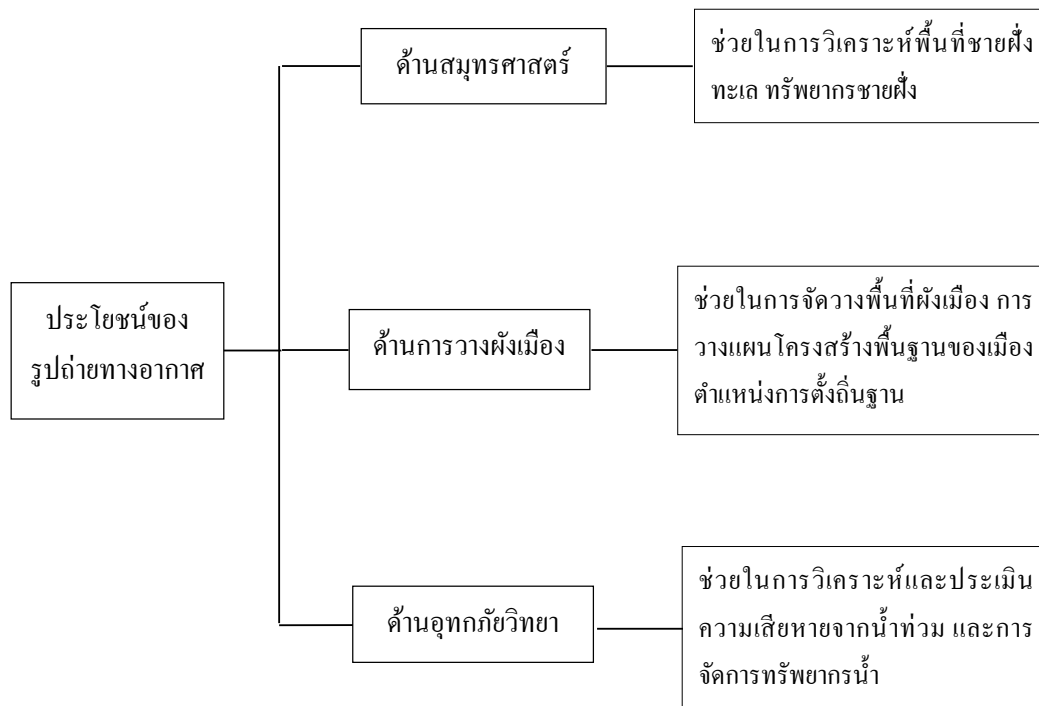 ด้านสมุทรศาสตร์
ช่วยในการวิเคราะห์พื้นที่ชายฝั่ง
ทะเล ทรัพยากรชายฝั่ง
ประโยชน์ของ
รูปถ่ายทางอากาศ
ด้านการวางผังเมือง
ช่วยในการจัดวางพื้นที่ผังเมือง การ
วางแผนโครงสร้างพื้นฐานของเมือง
ตำแหน่งการตั้งถิ่นฐาน
ด้านอุทกภัยวิทยา
ช่วยในการวิเคราะห์และประเมิน
ความเสียหายจากน้ำท่วม และการ
จัดการทรัพยากรน้ำ